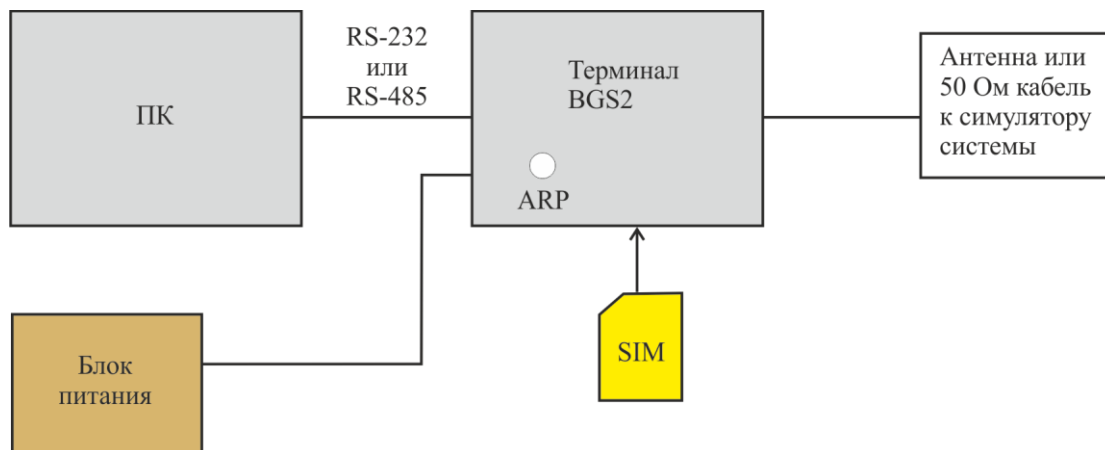 ПК
RS-232
или
RS-485
Терминал
BGS2
ARP
Антенна или
50 Ом кабель
к симулятору
системы
Блок
питания
SIM